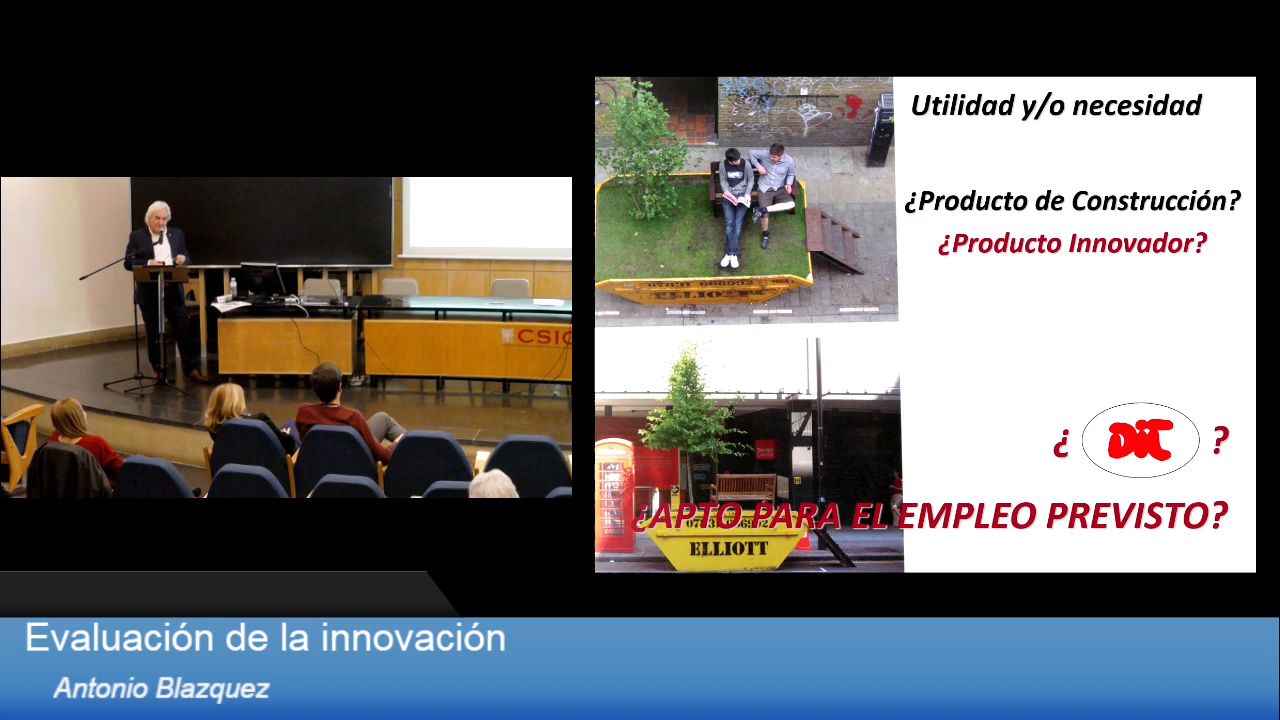 Utilidad y/o necesidad
¿Producto de Construcción?
¿Producto Innovador?
¿ DiT ?
¿APTO PARA EL EMPLEO PREVISTO?
ELLIOTT
ELLIOTT
CSIC
Evaluación de la innovación
Antonio Blazquez